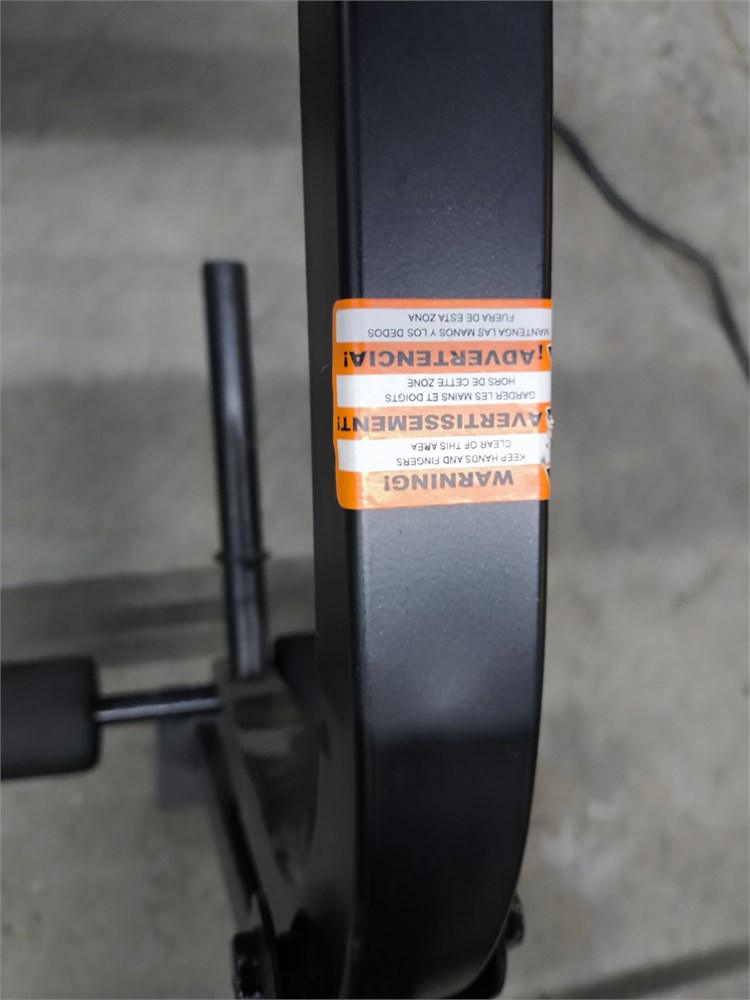 WARNING!
KEEP HANDS AND FINGERS
CLEAR OF THIS AREA
AVERTISSEMENT!
GARDER LES MAINS ET DOIGTS
HORS DE CETTE ZONE
¡ADVERTENCIA!
MANTENGA LAS MANOS Y LOS DEDOS
FUERA DE ESTA ZONA